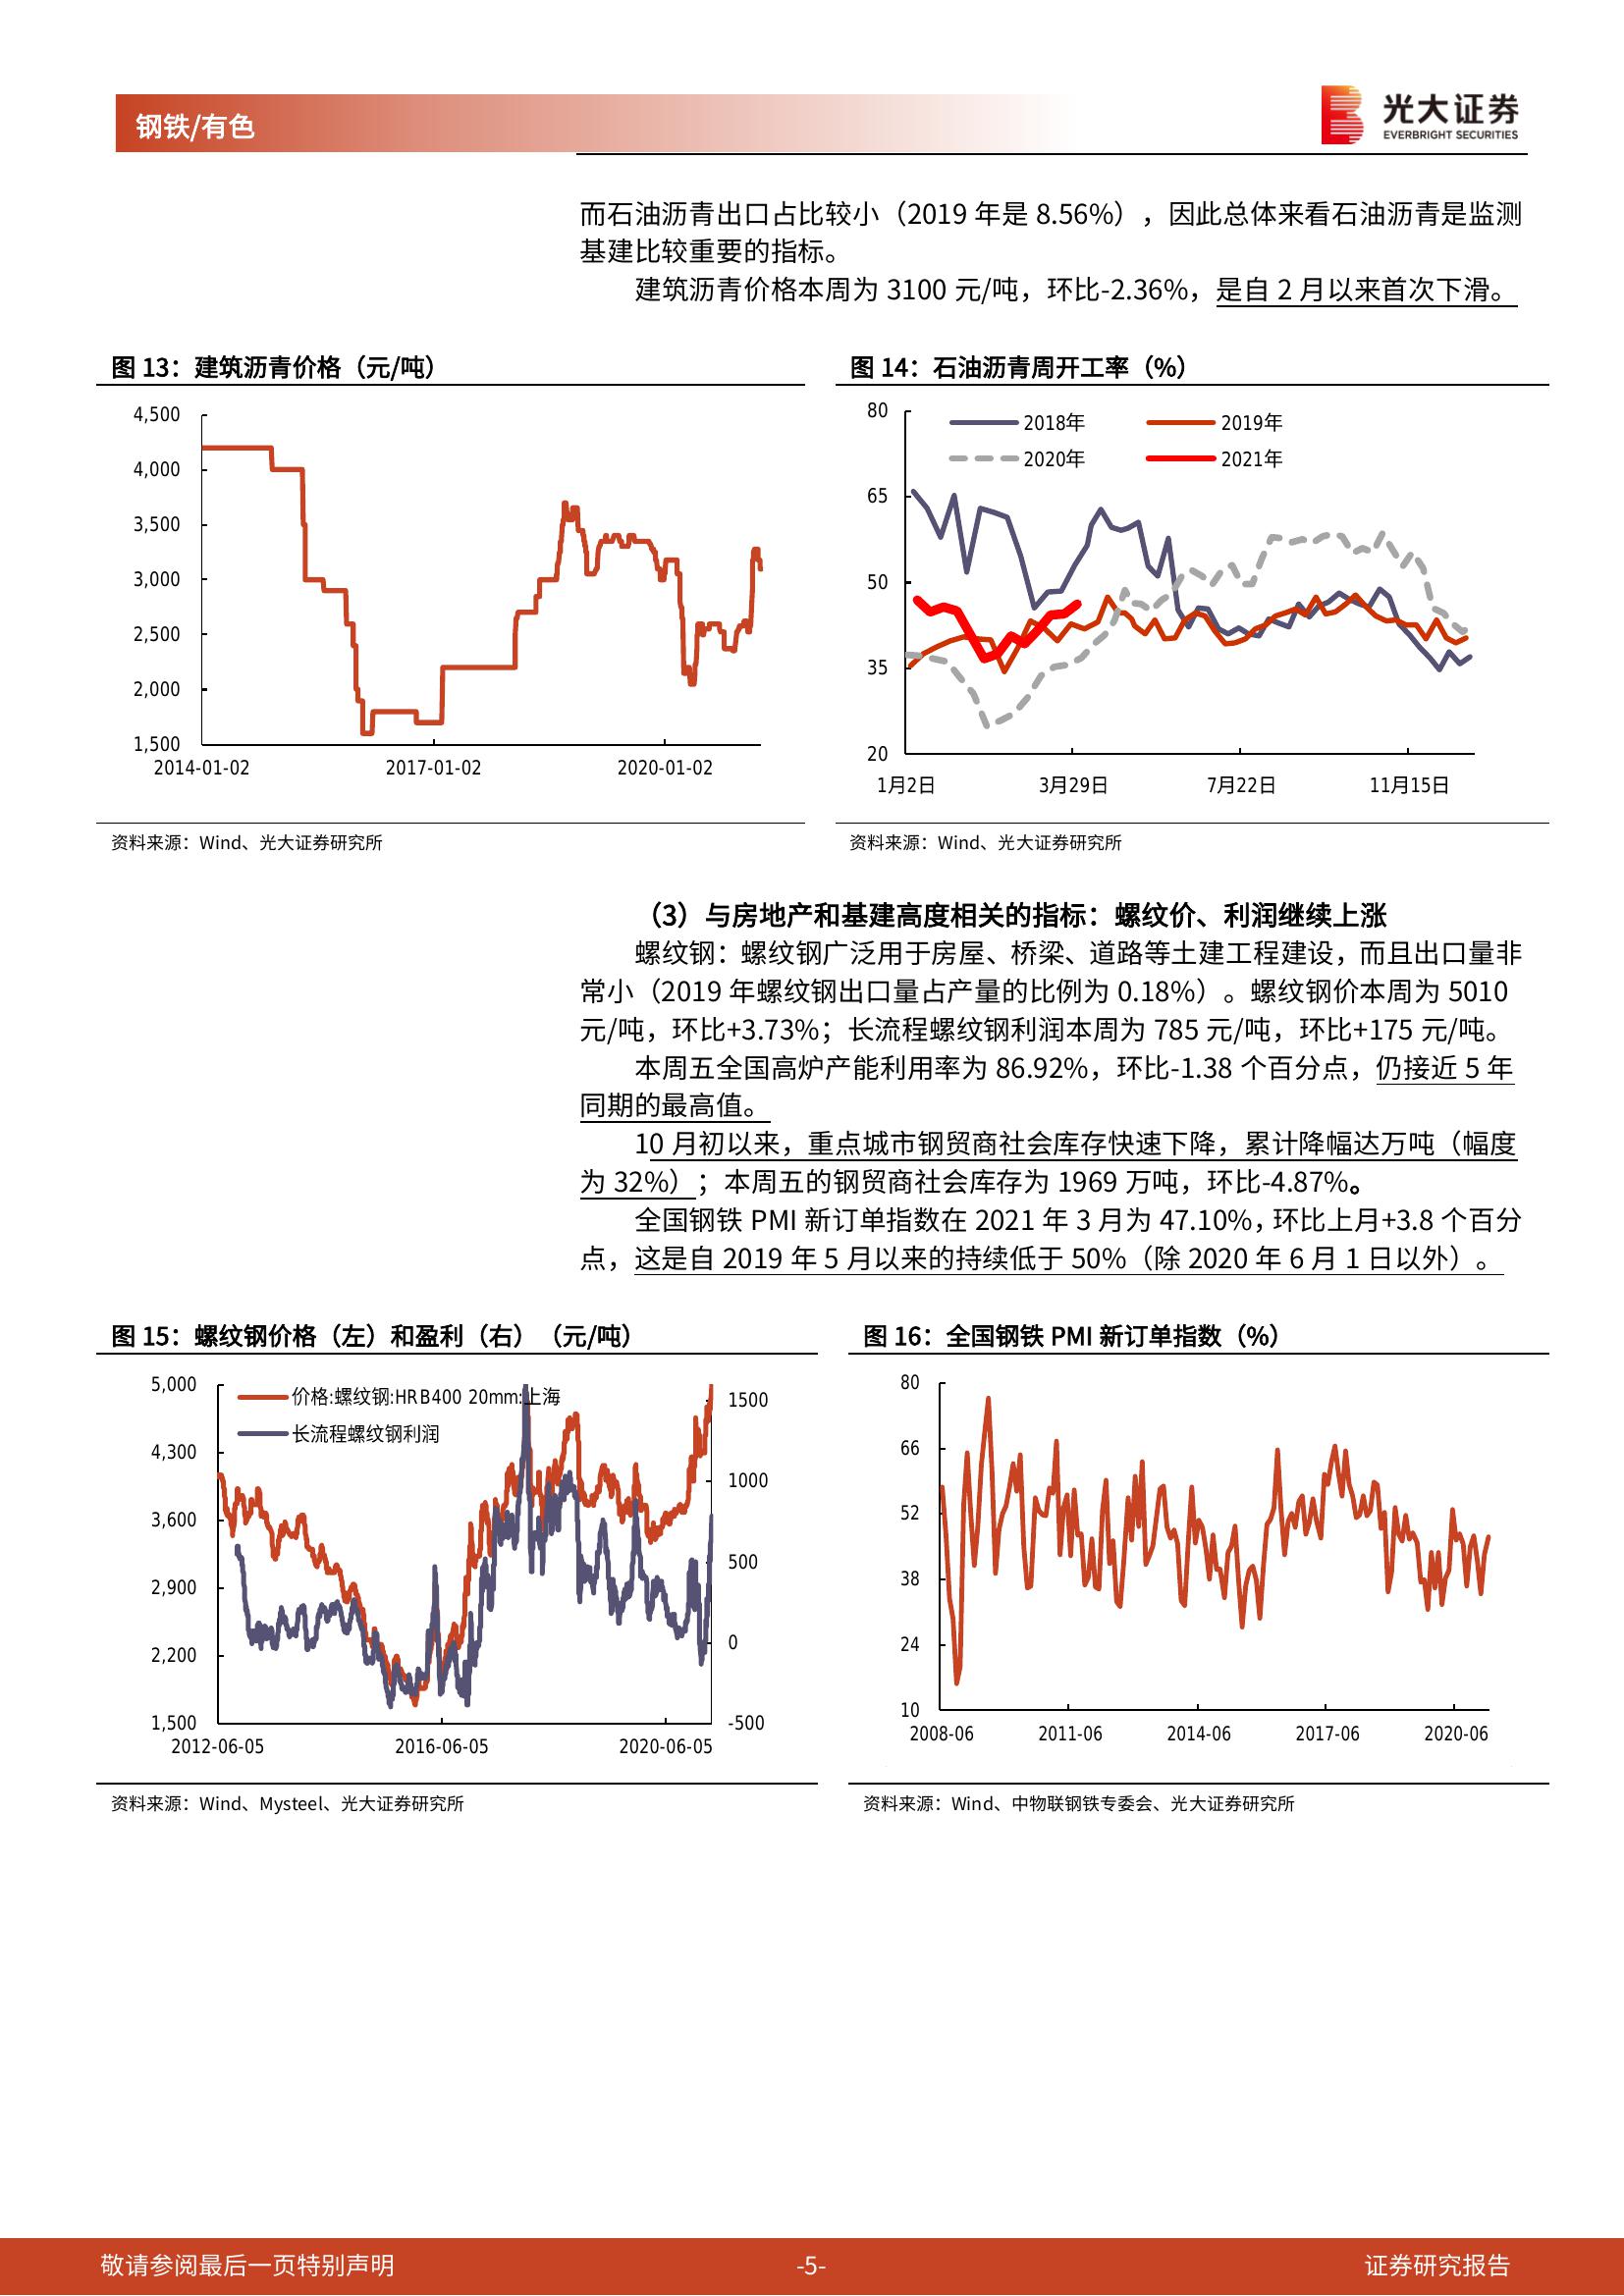 钢铁/有色
光大证券
EVERBRIGHT SECURITIES
而石油沥青出口占比较小（2019 年是 8.56%），因此总体来看石油沥青是监测
基建比较重要的指标。
建筑沥青价格本周为 3100 元/吨，环比-2.36%，是自 2 月以来首次下滑。
图 13：建筑沥青价格（元/吨）
4,500
4,000
3,500
3,000
2,500
2,000
1,500
2014-01-02
2017-01-02
2020-01-02
资料来源：Wind、光大证券研究所
图 14：石油沥青周开工率（%）
2018年
2019年
2020年
2021年
80
65
50
35
20
1月2日
3月29日
7月22日
11月15日
资料来源：Wind、光大证券研究所
（3）与房地产和基建高度相关的指标：螺纹价、利润继续上涨
螺纹钢：螺纹钢广泛用于房屋、桥梁、道路等土建工程建设，而且出口量非
常小（2019 年螺纹钢出口量占产量的比例为 0.18%）。螺纹钢价本周为 5010
元/吨，环比+3.73%；长流程螺纹钢利润本周为 785 元/吨，环比+175 元/吨。
本周五全国高炉产能利用率为 86.92%，环比-1.38 个百分点，仍接近 5 年
同期的最高值。
10 月初以来，重点城市钢贸商社会库存快速下降，累计降幅达万吨（幅度
为 32%）；本周五的钢贸商社会库存为 1969 万吨，环比-4.87%。
全国钢铁 PMI 新订单指数在 2021 年 3 月为 47.10%，环比上月+3.8 个百分
点，这是自 2019 年 5 月以来的持续低于 50%（除 2020 年 6 月 1 日以外）。
图 15：螺纹钢价格（左）和盈利（右）（元/吨）
价格:螺纹钢:HRB400 20mm:上海
长流程螺纹钢利润
5,000
4,300
3,600
2,900
2,200
1,500
1500
1000
500
0
-500
2012-06-05
2016-06-05
2020-06-05
资料来源：Wind、Mysteel、光大证券研究所
图 16：全国钢铁 PMI 新订单指数（%）
80
66
52
38
24
10
2008-06
2011-06
2014-06
2017-06
2020-06
资料来源：Wind、中物联钢铁专委会、光大证券研究所
敬请参阅最后一页特别声明
-5-
证券研究报告